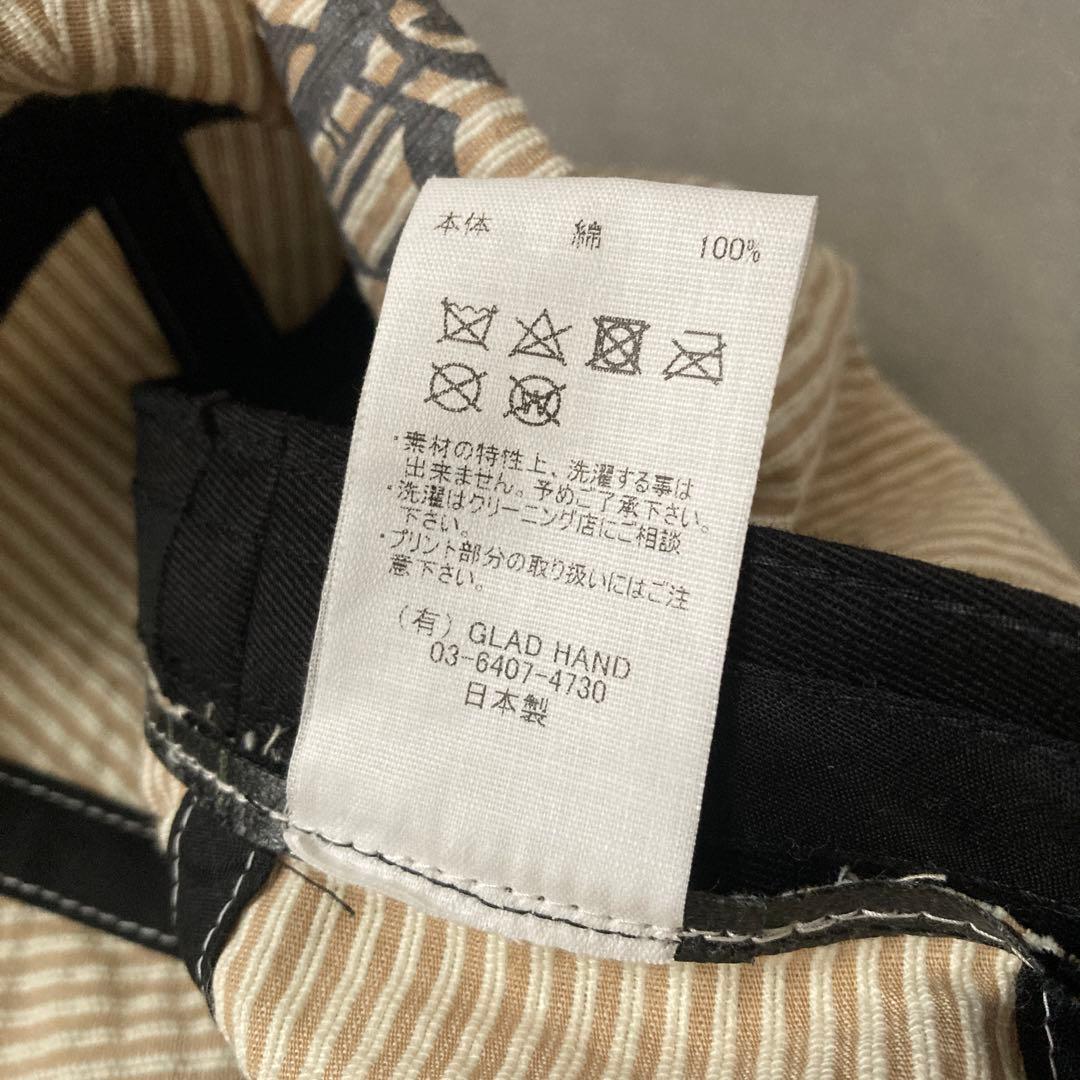 本体 綿 100%
W
・素材の特性上、洗濯する事は
出来ません。予めご了承下さい。
・洗濯はクリーニング店にご相談
下さい。
・プリント部分の取り扱いにはご注
意下さい。
（有）GLAD HAND
03-6407-4730
日本製